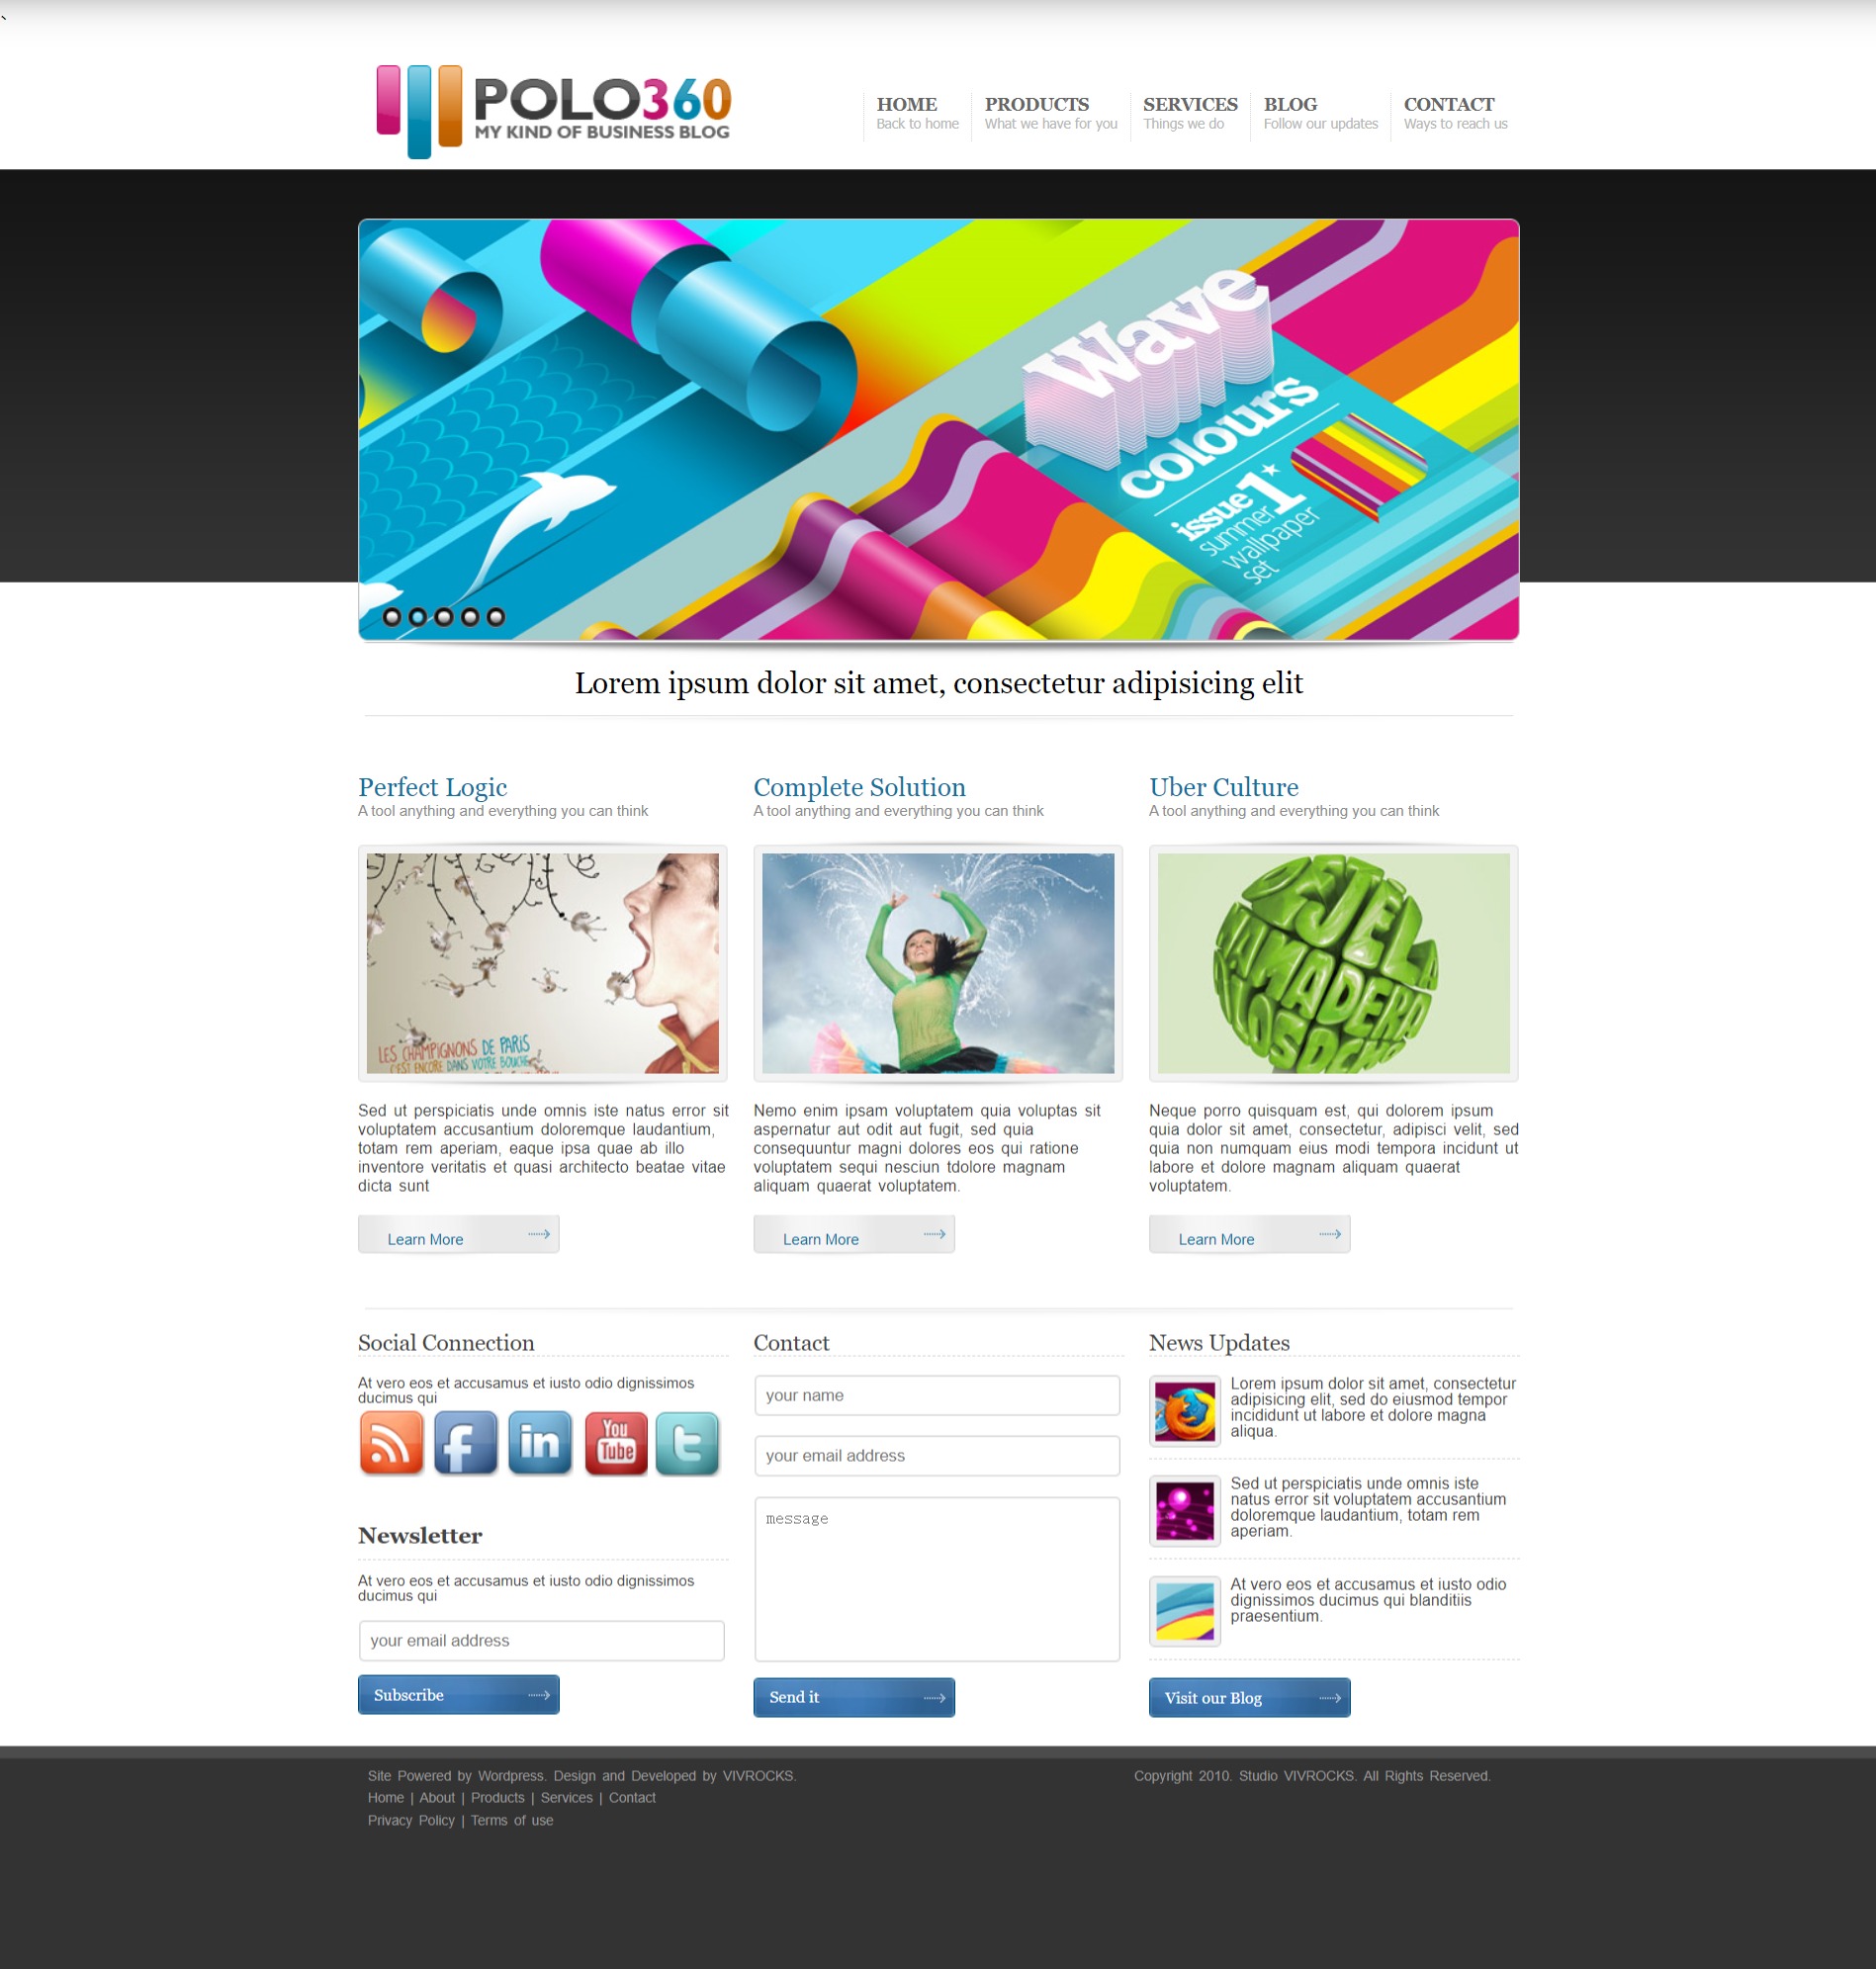 `
POLO360
MY KIND OF BUSINESS BLOG
HOME
Back to home
PRODUCTS
What we have for you
SERVICES
Things we do
BLOG
Follow our updates
CONTACT
Ways to reach us
Wave
colours
issue 1
summer
wallpaper
set
Lorem ipsum dolor sit amet, consectetur adipisicing elit
Perfect Logic
A tool anything and everything you can think
LES CHAMPIGNONS DE PARIS
C'EST ENCORE DANS VOTRE BOUCHE
Sed ut perspiciatis unde omnis iste natus error sit
voluptatem accusantium doloremque laudantium,
totam rem aperiam, eaque ipsa quae ab illo
inventore veritatis et quasi architecto beatae vitae
dicta sunt
Learn More
Complete Solution
A tool anything and everything you can think
Nemo enim ipsam voluptatem quia voluptas sit
aspernatur aut odit aut fugit, sed quia
consequuntur magni dolores eos qui ratione
voluptatem sequi nesciun tdolore magnam
aliquam quaerat voluptatem.
Learn More
Uber Culture
A tool anything and everything you can think
MADERA
Neque porro quisquam est, qui dolorem ipsum
quia dolor sit amet, consectetur, adipisci velit, sed
quia non numquam eius modi tempora incidunt ut
labore et dolore magnam aliquam quaerat
voluptatem.
Learn More
Social Connection
At vero eos et accusamus et iusto odio dignissimos
ducimus qui
f
in
You
Tube
t
Newsletter
At vero eos et accusamus et iusto odio dignissimos
ducimus qui
your email address
Subscribe
Contact
your name
your email address
message
Send it
News Updates
Lorem ipsum dolor sit amet, consectetur
adipisicing elit, sed do eiusmod tempor
incididunt ut labore et dolore magna
aliqua.
Sed ut perspiciatis unde omnis iste
natus error sit voluptatem accusantium
doloremque laudantium, totam rem
aperiam.
At vero eos et accusamus et iusto odio
dignissimos ducimus qui blanditiis
praesentium.
Visit our Blog
Site Powered by Wordpress. Design and Developed by VIVROCKS.
Home | About | Products | Services | Contact
Privacy Policy | Terms of use
Copyright 2010. Studio VIVROCKS. All Rights Reserved.